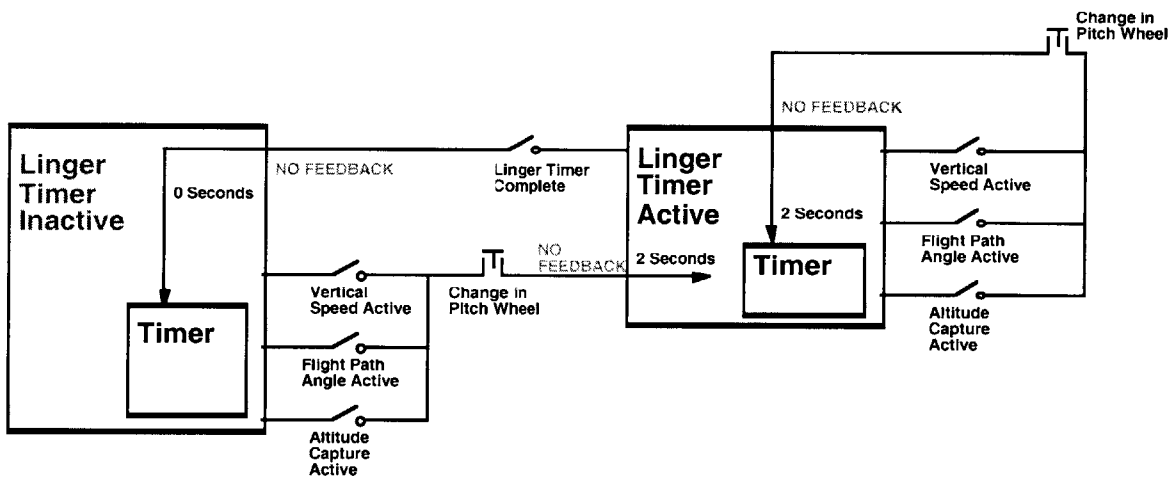 Change in
Pitch Wheel
NO FEEDBACK
Linger
Timer
Inactive
0 Seconds
NO FEEDBACK
Linger Timer
Complete
Linger
Timer
Active
Vertical
Speed Active
2 Seconds
Flight Path
Angle Active
Timer
Altitude
Capture
Active
NO
FEEDBACK
2 Seconds
Vertical
Speed Active
Change in
Pitch Wheel
Timer
Flight Path
Angle Active
Altitude
Capture
Active